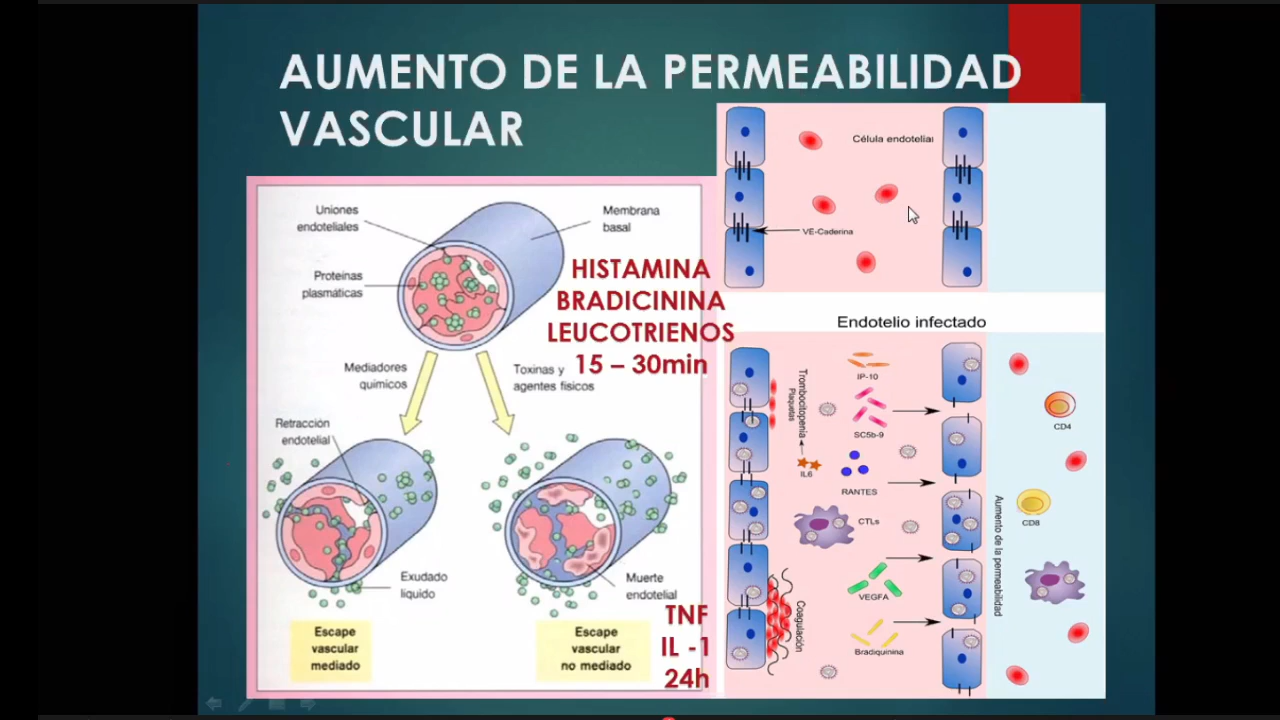 AUMENTO DE LA PERMEABILIDAD
VASCULAR
Uniones
endoteliales
Membrana
basal
Proteínas
plasmáticas
HISTAMINA
BRADICININA
LEUCOTRIENOS
15 – 30min
Mediadores
químicos
Toxinas y
agentes físicos
Retracción
endotelial
Exudado
líquido
Muerte
endotelial
Escape
vascular
mediado
Escape
vascular
no mediado
TNF
IL -1
24h
Célula endotelial
VE-Caderina
Endotelio infectado
Trombocitopenia
Plaquetas
IP-10
SC5b-9
IL6
RANTES
CTLs
VEGFA
Bradiquinina
Coagulación
Aumento de la permeabilidad
CD4
CD8